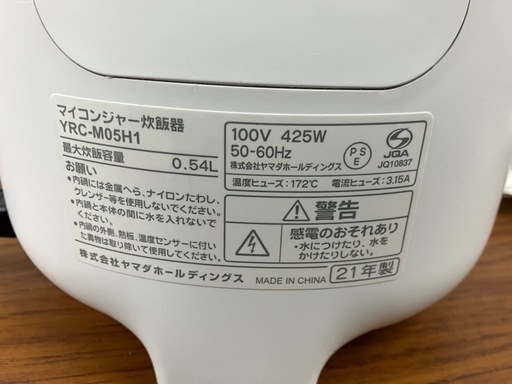 マイコンジャー炊飯器
YRC-M05H1
最大炊飯容量 0.54L
お願い
•内鍋には金属へら、ナイロンたわし、
クレンザー等を使用しないでください。
•内鍋と本体の間に水を入れないで
ください。
•内鍋の外側、熱板、温度センサーに付い
た異物は取り除いて使用してください。
100V 425W
50-60Hz
株式会社ヤマダホールディングス
PS
E
JQA
JQ10837
温度ヒューズ:172℃ 電流ヒューズ:3.15A
警告
感電のおそれあり
•水につけたり、水を
かけたりしない。
株式会社ヤマダホールディングス MADE IN CHINA 21年製